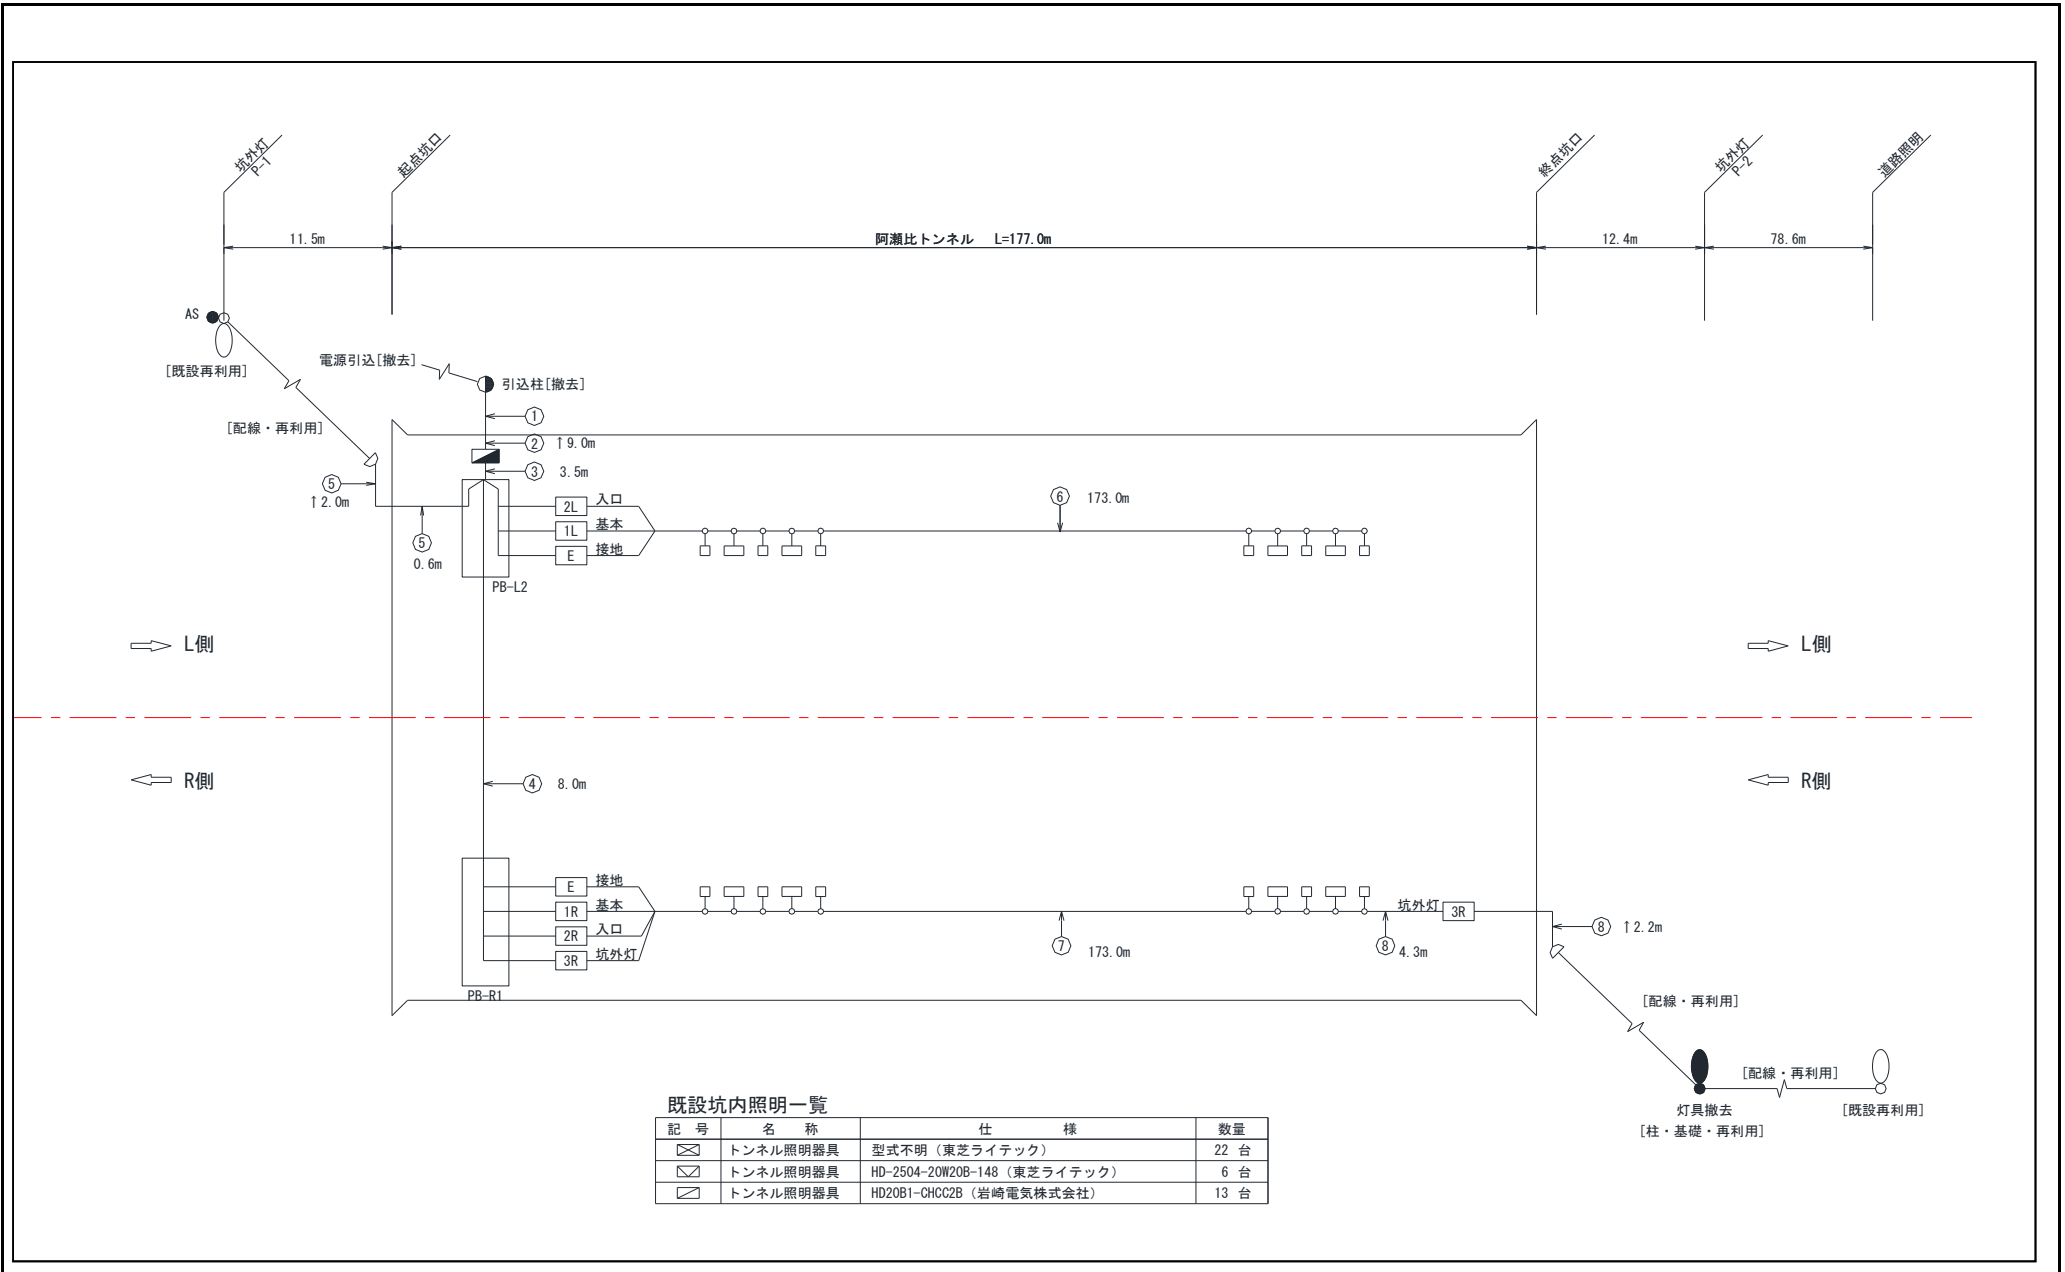 坑外灯
P-1
起点坑口
終点坑口
坑外灯
P-2
道路照明
11.5m
阿瀬比トンネル L=177.0m
12.4m
78.6m
AS
[既設再利用]
電源引込[撤去]
引込柱[撤去]
1
[配線・再利用]
2 ↑9.0m
3 3.5m
5
↑2.0m
5
0.6m
2L 入口
1L 基本
E 接地
6 173.0m
PB-L2
L側
L側
R側
R側
4 8.0m
E 接地
1R 基本
2R 入口
3R 坑外灯
PB-R1
7 173.0m
坑外灯 3R
8 4.3m
8 ↑2.2m
[配線・再利用]
[配線・再利用]
灯具撤去
[柱・基礎・再利用]
[既設再利用]
既設坑内照明一覧
記 号 名 称 仕 様 数量
トンネル照明器具 型式不明（東芝ライテック） 22 台
トンネル照明器具 HD-2504-20W20B-148（東芝ライテック） 6 台
トンネル照明器具 HD20B1-CHCC2B（岩崎電気株式会社） 13 台